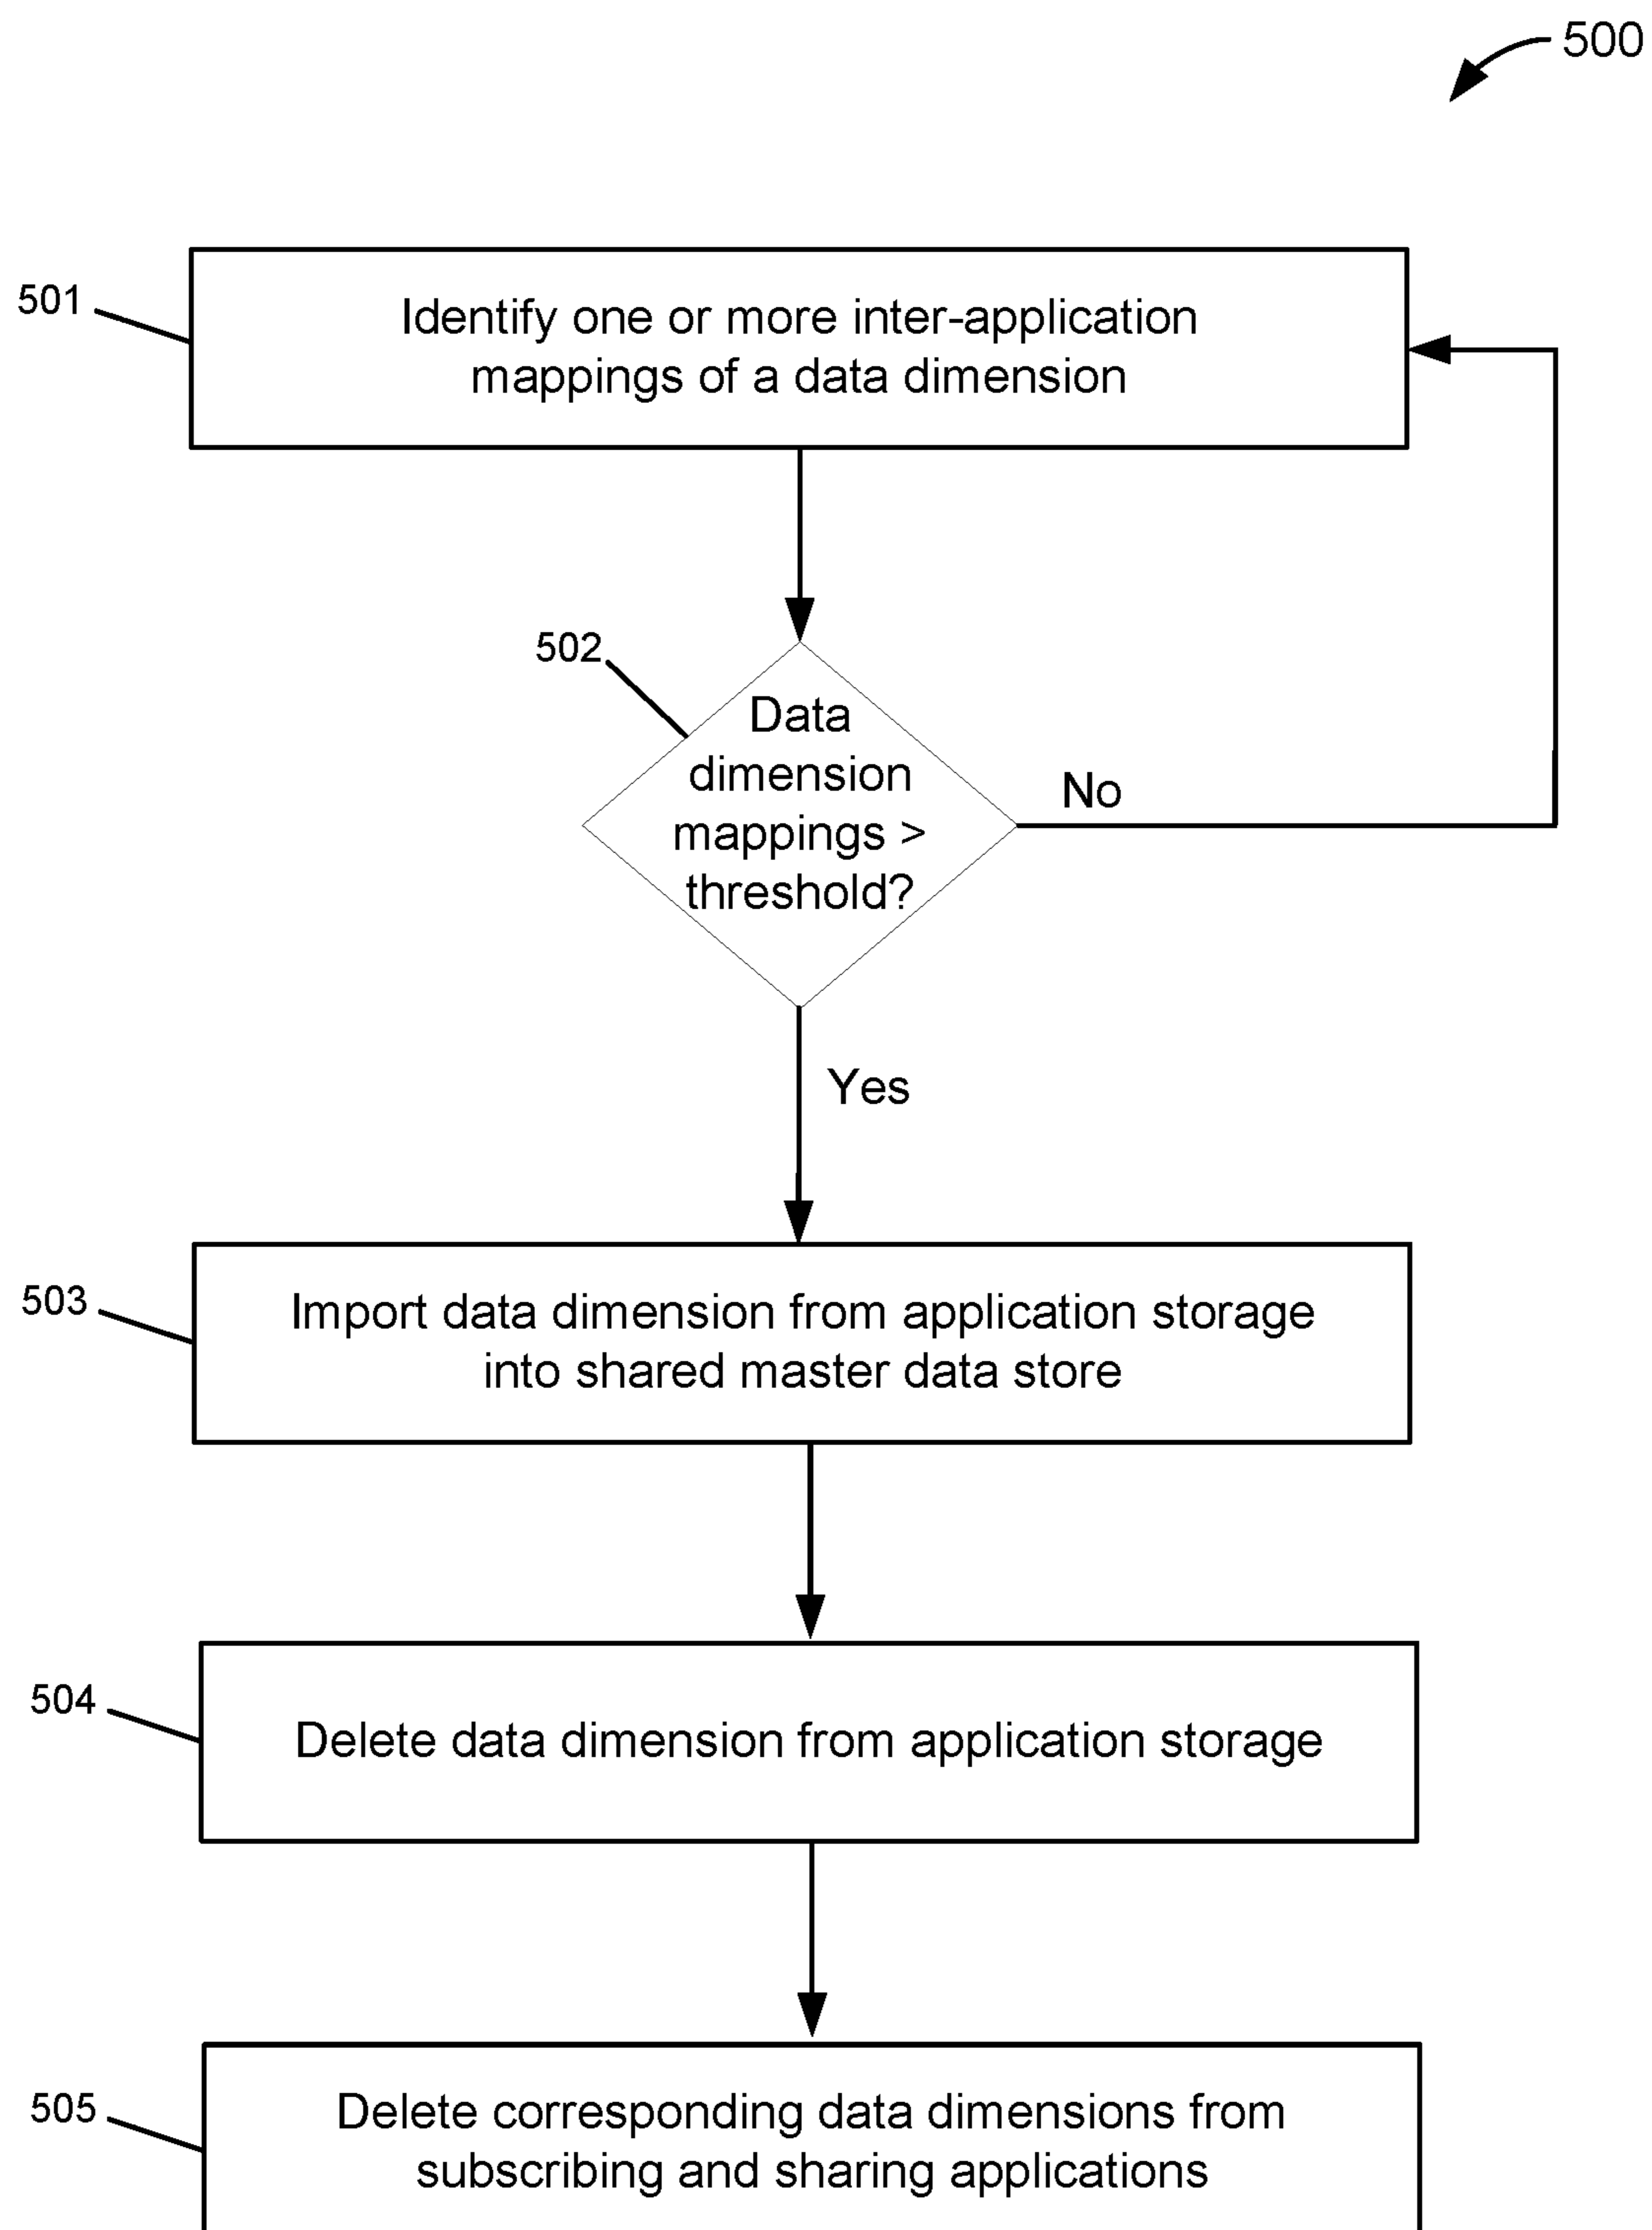 500
501
Identify one or more inter-application
mappings of a data dimension
502
Data
dimension
mappings >
threshold?
No
Yes
503
Import data dimension from application storage
into shared master data store
504
Delete data dimension from application storage
505
Delete corresponding data dimensions from
subscribing and sharing applications